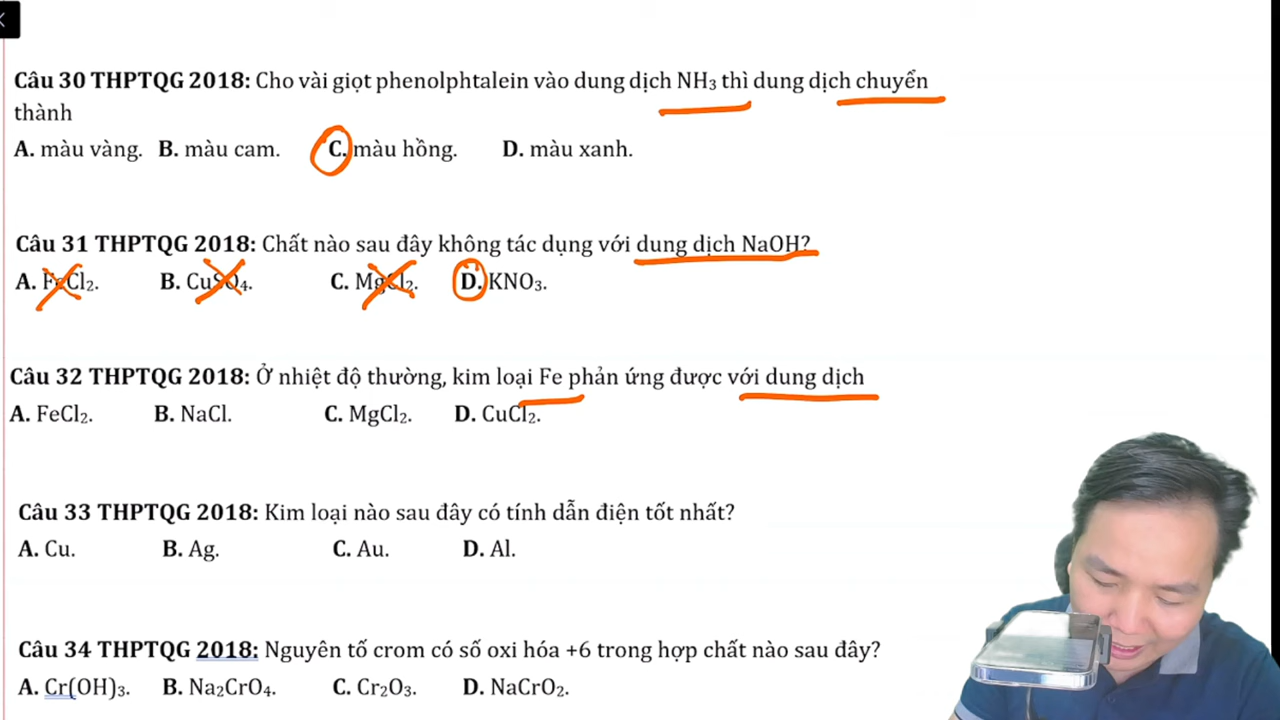 Câu 30 THPTQG 2018: Cho vài giọt phenolphtalein vào dung dịch NH₃ thì dung dịch chuyển
thành
A. màu vàng. B. màu cam. C. màu hồng. D. màu xanh.
Câu 31 THPTQG 2018: Chất nào sau đây không tác dụng với dung dịch NaOH?
A. FeCl₂. B. CuSO₄. C. MgCl₂. D. KNO₃.
Câu 32 THPTQG 2018: Ở nhiệt độ thường, kim loại Fe phản ứng được với dung dịch
A. FeCl₂. B. NaCl. C. MgCl₂. D. CuCl₂.
Câu 33 THPTQG 2018: Kim loại nào sau đây có tính dẫn điện tốt nhất?
A. Cu. B. Ag. C. Au. D. Al.
Câu 34 THPTQG 2018: Nguyên tố crom có số oxi hóa +6 trong hợp chất nào sau đây?
A. Cr(OH)₃. B. Na₂CrO₄. C. Cr₂O₃. D. NaCrO₂.